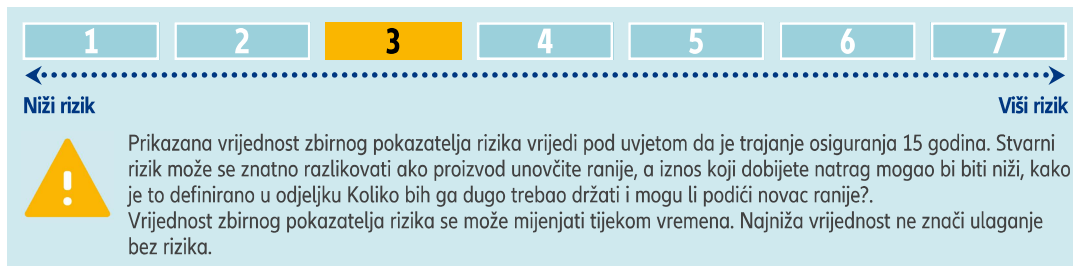 1 2 3 4 5 6 7
Niži rizik Viši rizik
Prikazana vrijednost zbirnog pokazatelja rizika vrijedi pod uvjetom da je trajanje osiguranja 15 godina. Stvarni
rizik može se znatno razlikovati ako proizvod unovčite ranije, a iznos koji dobijete natrag mogao bi biti niži, kako
je to definirano u odjeljku Koliko bih ga dugo trebao držati i mogu li podići novac ranije?.
Vrijednost zbirnog pokazatelja rizika se može mijenjati tijekom vremena. Najniža vrijednost ne znači ulaganje
bez rizika.